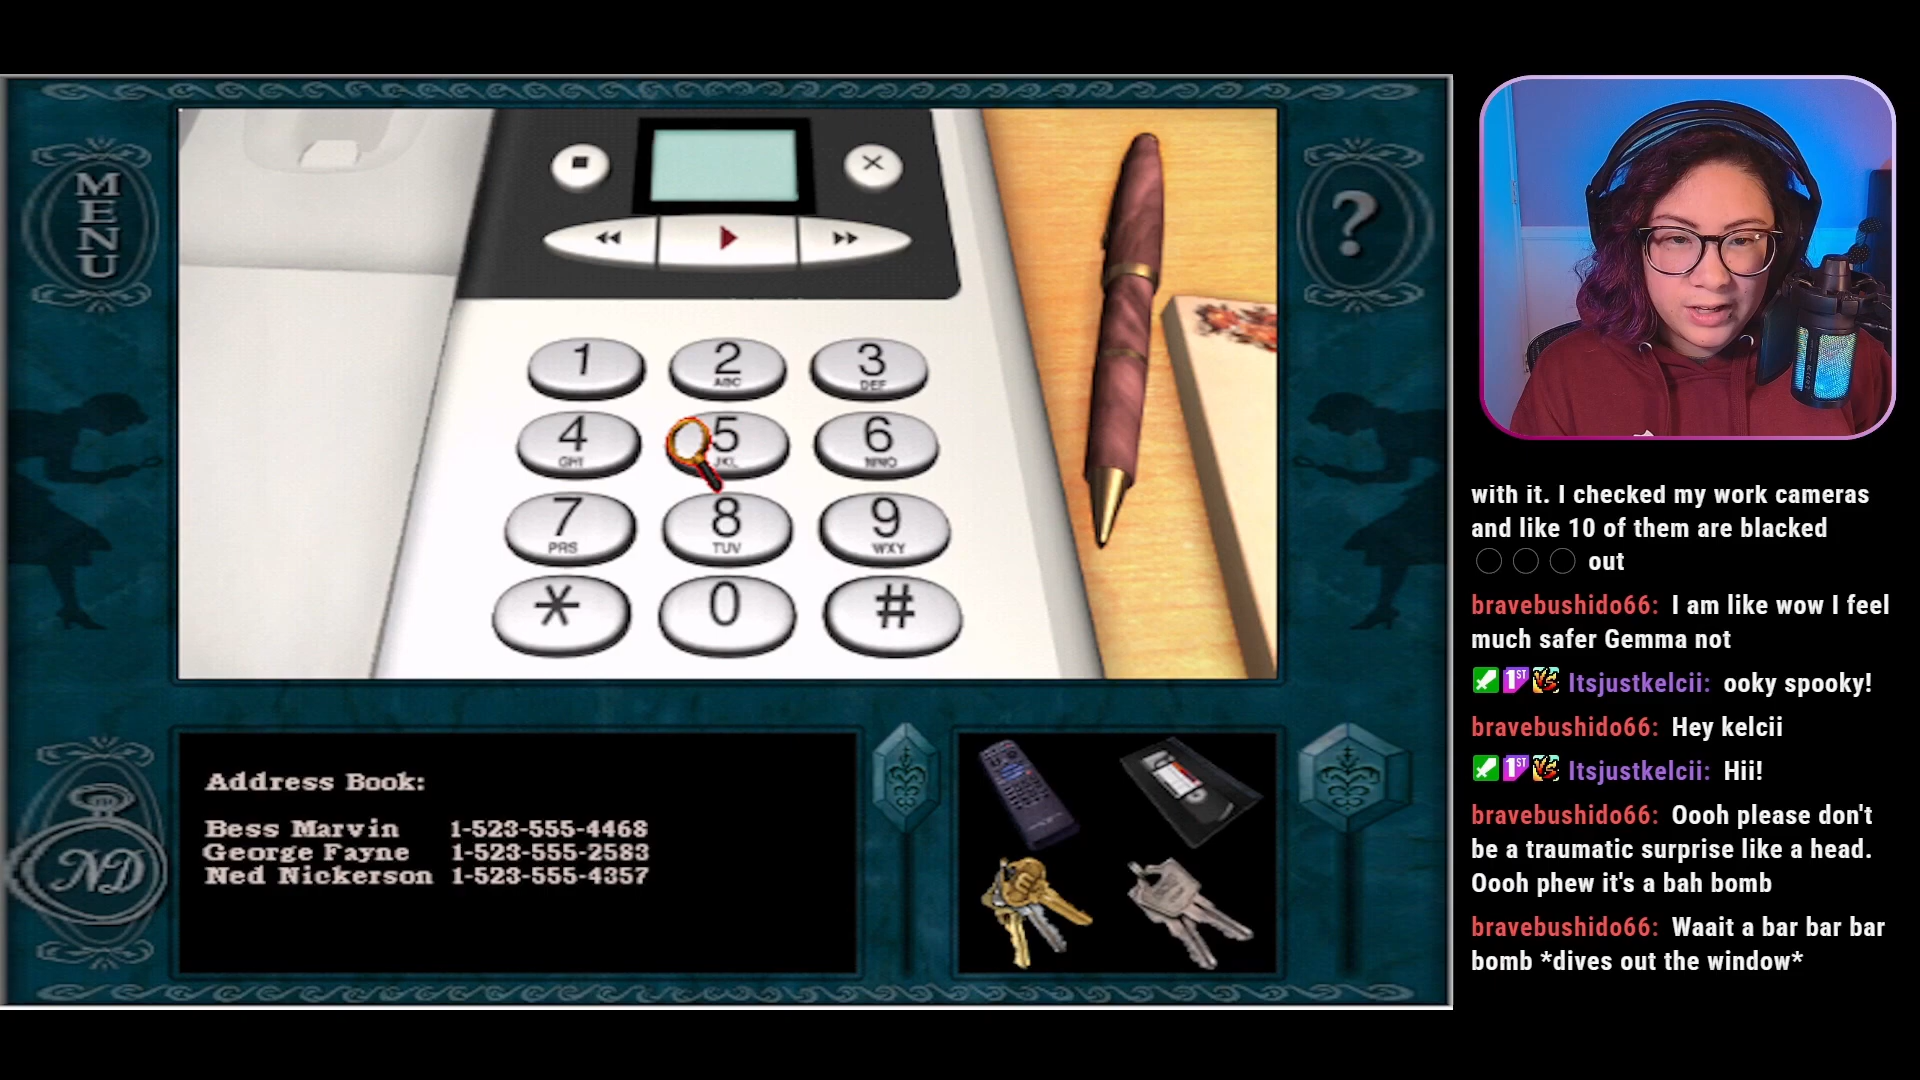 MENU
?
1
2
ABC
3
DEF
4
GHI
5
JKL
6
MNO
7
PRS
8
TUV
9
WXY
*
0
#
Address Book:
Bess Marvin 1-523-555-4468
George Fayne 1-523-555-2583
Ned Nickerson 1-523-555-4357
ND
with it. I checked my work cameras
and like 10 of them are blacked
out
bravebushido66: I am like wow I feel
much safer Gemma not
1ST VS Itsjustkelcii: ooky spooky!
bravebushido66: Hey kelcii
1ST VS Itsjustkelcii: Hii!
bravebushido66: Oooh please don't
be a traumatic surprise like a head.
Oooh phew it's a bah bomb
bravebushido66: Waait a bar bar bar
bomb *dives out the window*